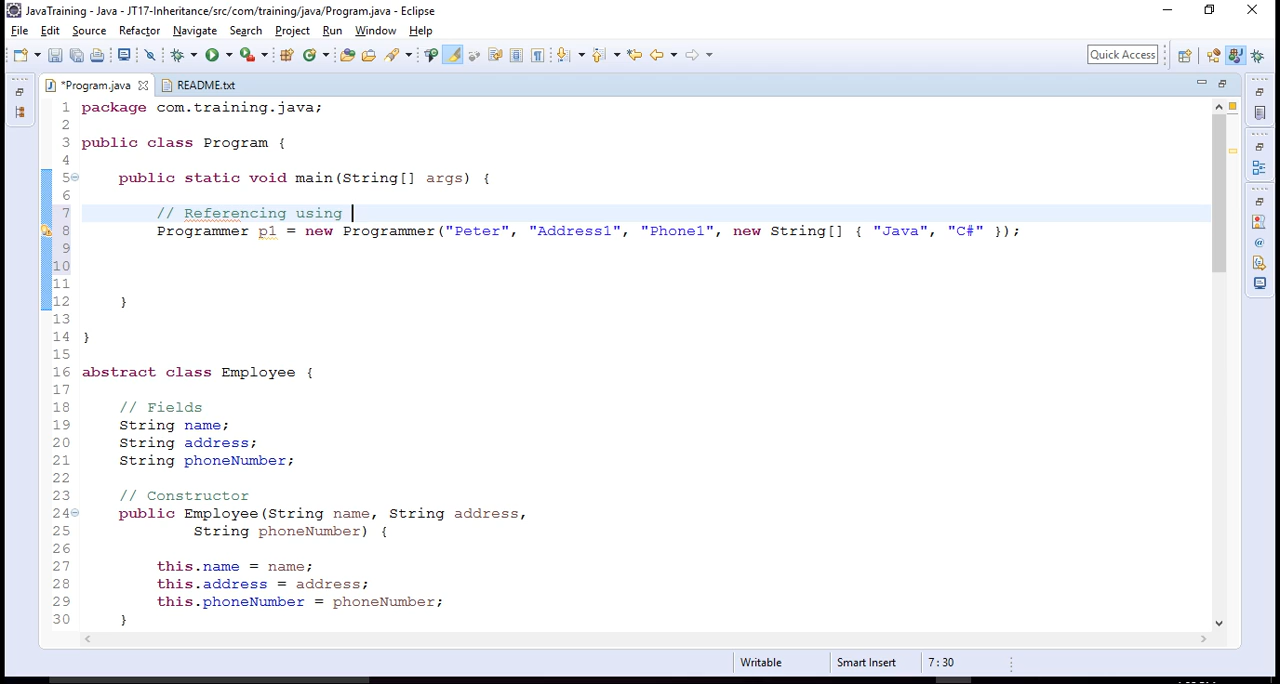 JavaTraining - Java - JT17-Inheritance/src/com/training/java/Program.java - Eclipse
File Edit Source Refactor Navigate Search Project Run Window Help
Quick Access
*Program.java README.txt
1 package com.training.java;
2
3 public class Program {
4
5 public static void main(String[] args) {
6
7 // Referencing using
8 Programmer p1 = new Programmer("Peter", "Address1", "Phone1", new String[] { "Java", "C#" });
9
10
11
12 }
13
14 }
15
16 abstract class Employee {
17
18 // Fields
19 String name;
20 String address;
21 String phoneNumber;
22
23 // Constructor
24 public Employee(String name, String address,
25 String phoneNumber) {
26
27 this.name = name;
28 this.address = address;
29 this.phoneNumber = phoneNumber;
30 }
Writable Smart Insert 7 : 30